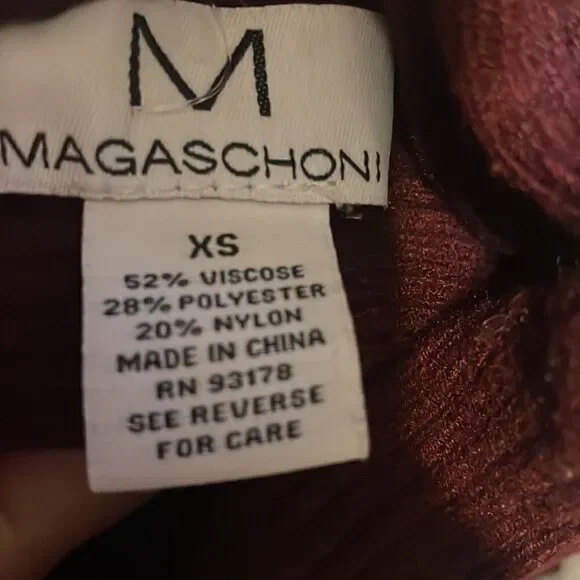 M
MAGASCHONI
XS
52% VISCOSE
28% POLYESTER
20% NYLON
MADE IN CHINA
RN 93178
SEE REVERSE
FOR CARE